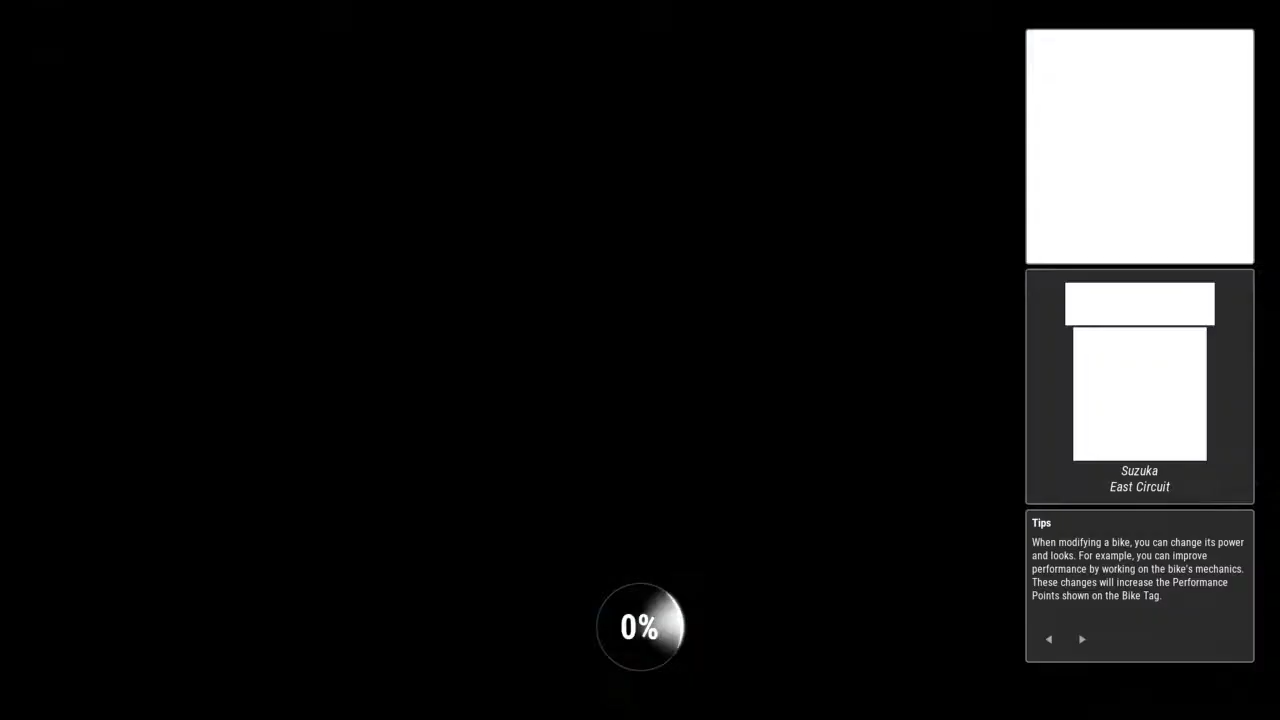 Suzuka
East Circuit
Tips
When modifying a bike, you can change its power
and looks. For example, you can improve
performance by working on the bike's mechanics.
These changes will increase the Performance
Points shown on the Bike Tag.
0%